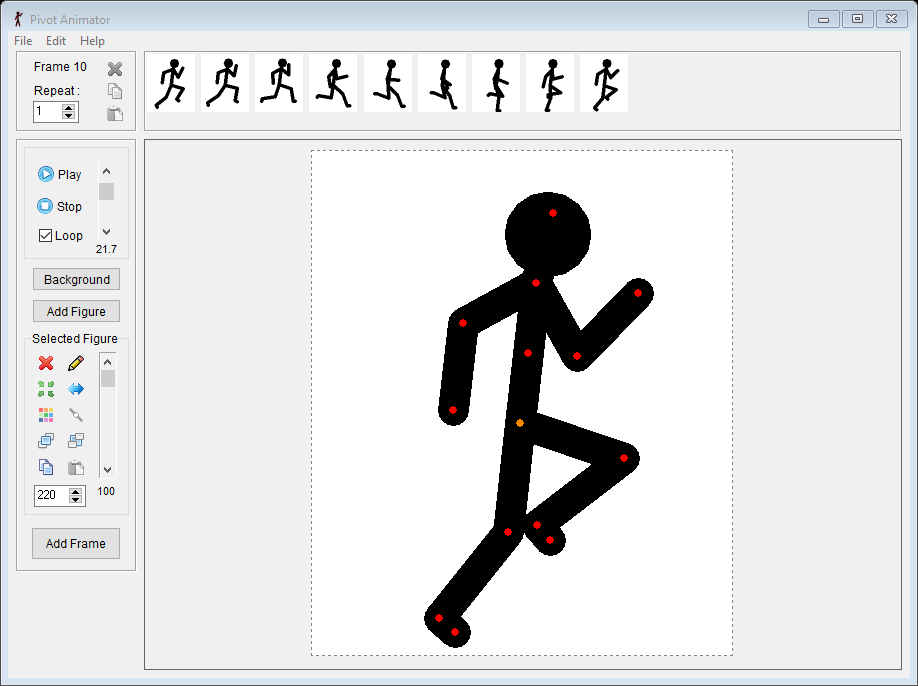 Pivot Animator
File Edit Help
Frame 10
Repeat :
1
Play
Stop
Loop
21.7
Background
Add Figure
Selected Figure
220
100
Add Frame